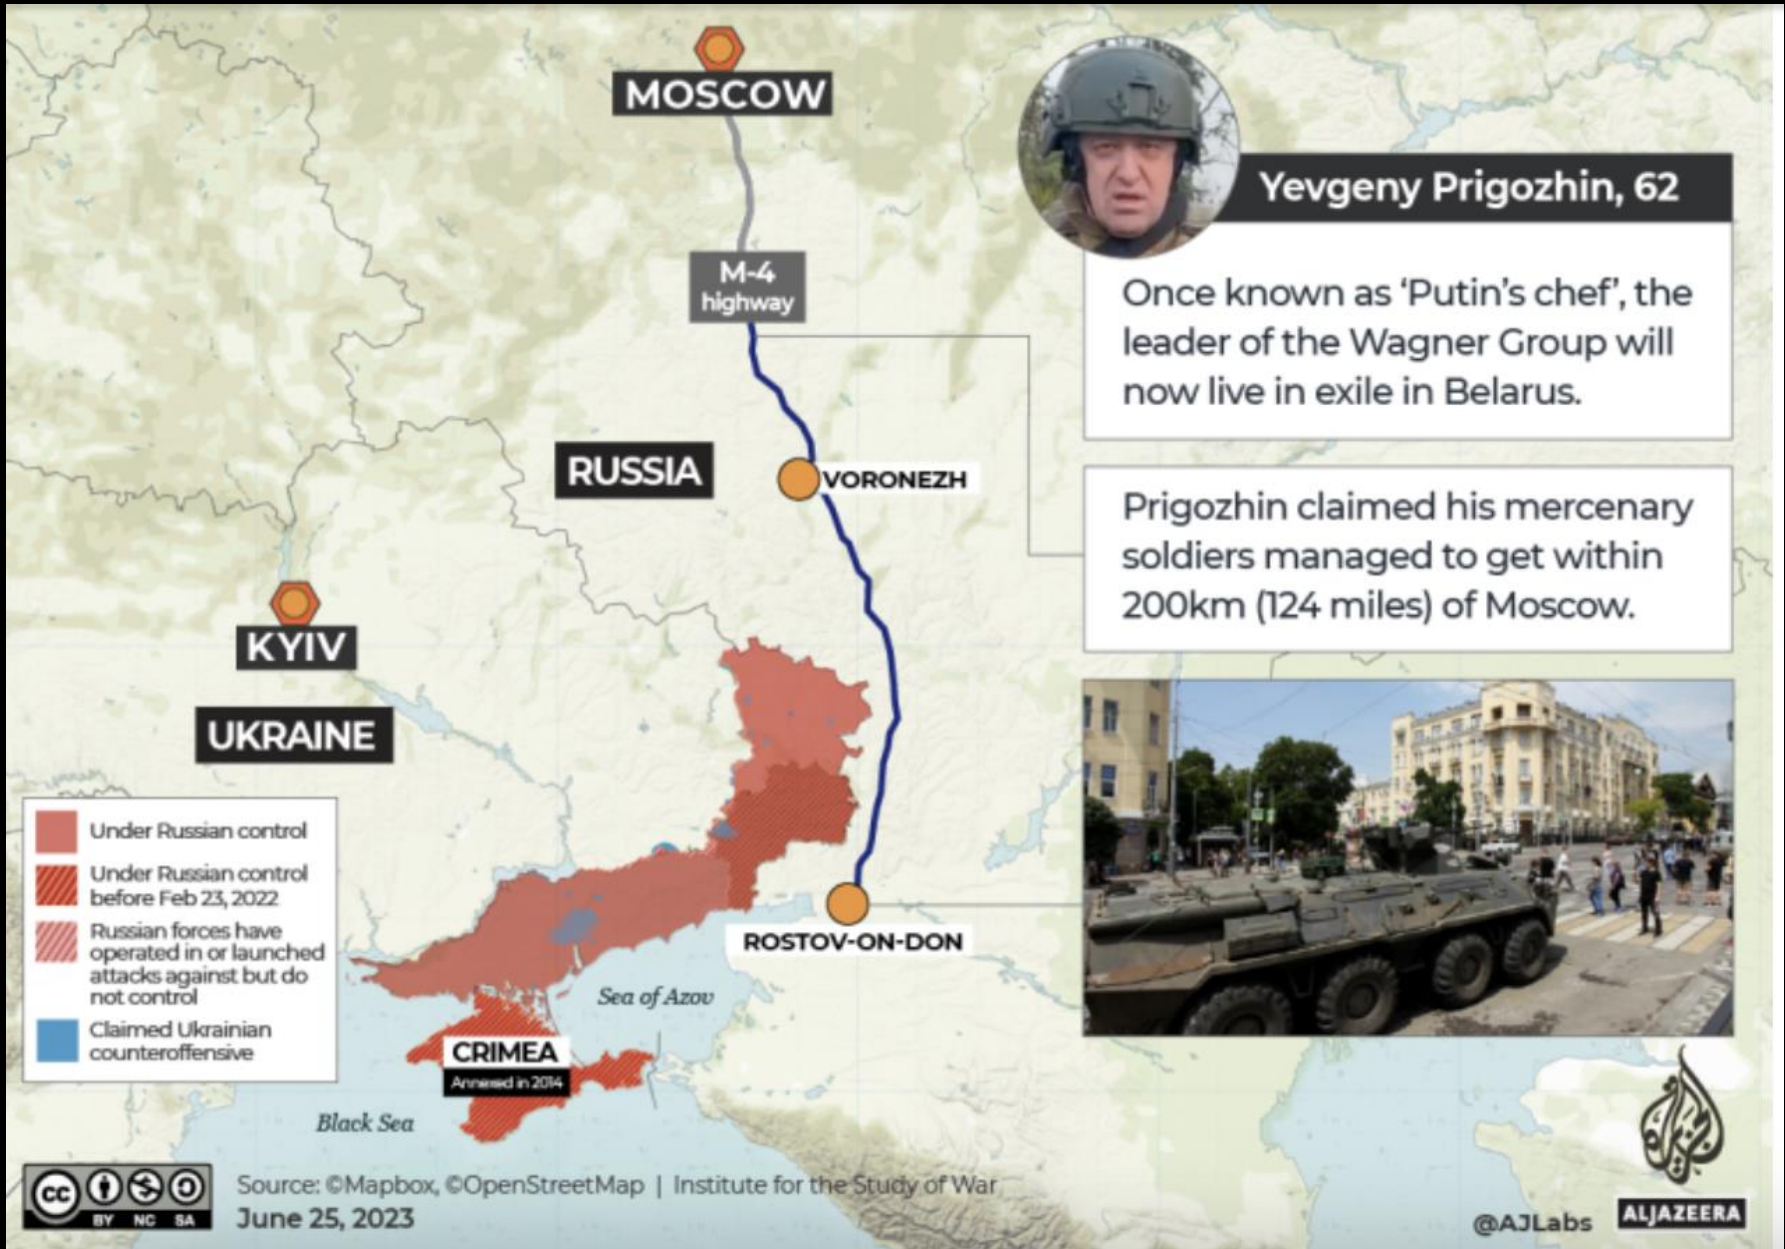 MOSCOW
M-4
highway
Yevgeny Prigozhin, 62
Once known as ‘Putin’s chef’, the
leader of the Wagner Group will
now live in exile in Belarus.
RUSSIA
VORONEZH
Prigozhin claimed his mercenary
soldiers managed to get within
200km (124 miles) of Moscow.
KYIV
UKRAINE
Under Russian control
Under Russian control
before Feb 23, 2022
Russian forces have
operated in or launched
attacks against but do
not control
Claimed Ukrainian
counteroffensive
ROSTOV-ON-DON
Sea of Azov
CRIMEA
Annexed in 2014
Black Sea
cc
BY NC SA
Source: ©Mapbox, ©OpenStreetMap | Institute for the Study of War
June 25, 2023
@AJLabs
الجزيرة
ALJAZEERA